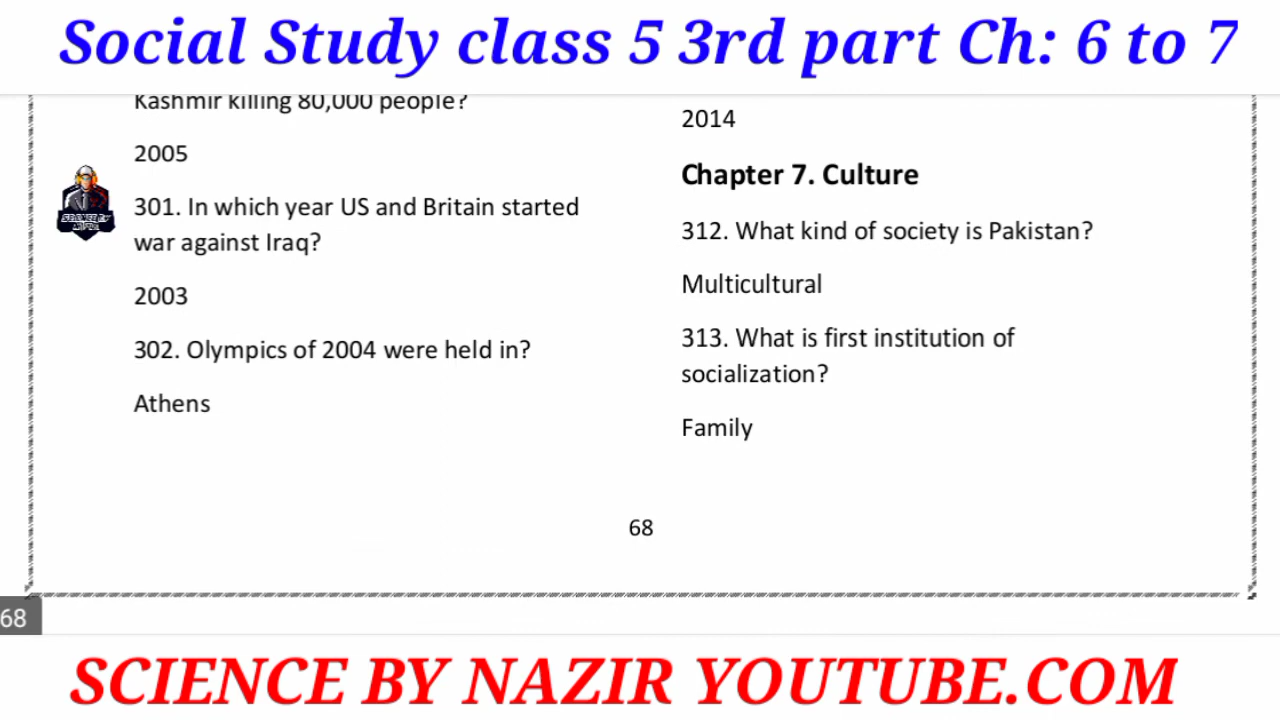 Social Study class 5 3rd part Ch: 6 to 7
Kashmir killing 80,000 people?
2005
301. In which year US and Britain started
war against Iraq?
2003
302. Olympics of 2004 were held in?
Athens
2014
Chapter 7. Culture
312. What kind of society is Pakistan?
Multicultural
313. What is first institution of
socialization?
Family
68
68
SCIENCE BY NAZIR YOUTUBE.COM